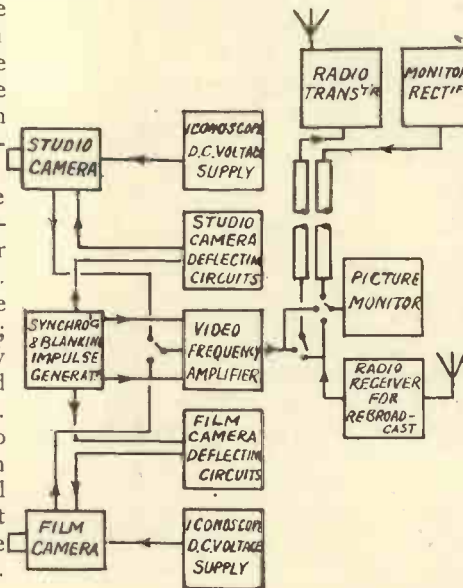 RADIO
TRANS'T'R
MONITOR
RECTIF
STUDIO
CAMERA
ICONOSCOPE
D.C. VOLTAGE
SUPPLY
STUDIO
CAMERA
DEFLECTING
CIRCUITS
PICTURE
MONITOR
SYNCHRO'G
& BLANKING
IMPULSE
GENERAT'R
VIDEO
FREQUENCY
AMPLIFIER
RADIO
RECEIVER
FOR
REBROAD-
CAST
FILM
CAMERA
DEFLECTING
CIRCUITS
FILM
CAMERA
ICONOSCOPE
D.C. VOLTAGE
SUPPLY